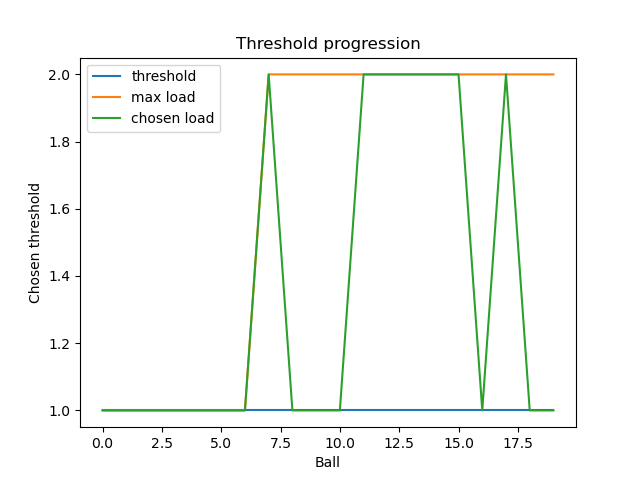 Threshold progression
threshold
max load
chosen load
2.0
1.8
1.6
1.4
1.2
1.0
Chosen threshold
0.0 2.5 5.0 7.5 10.0 12.5 15.0 17.5
Ball